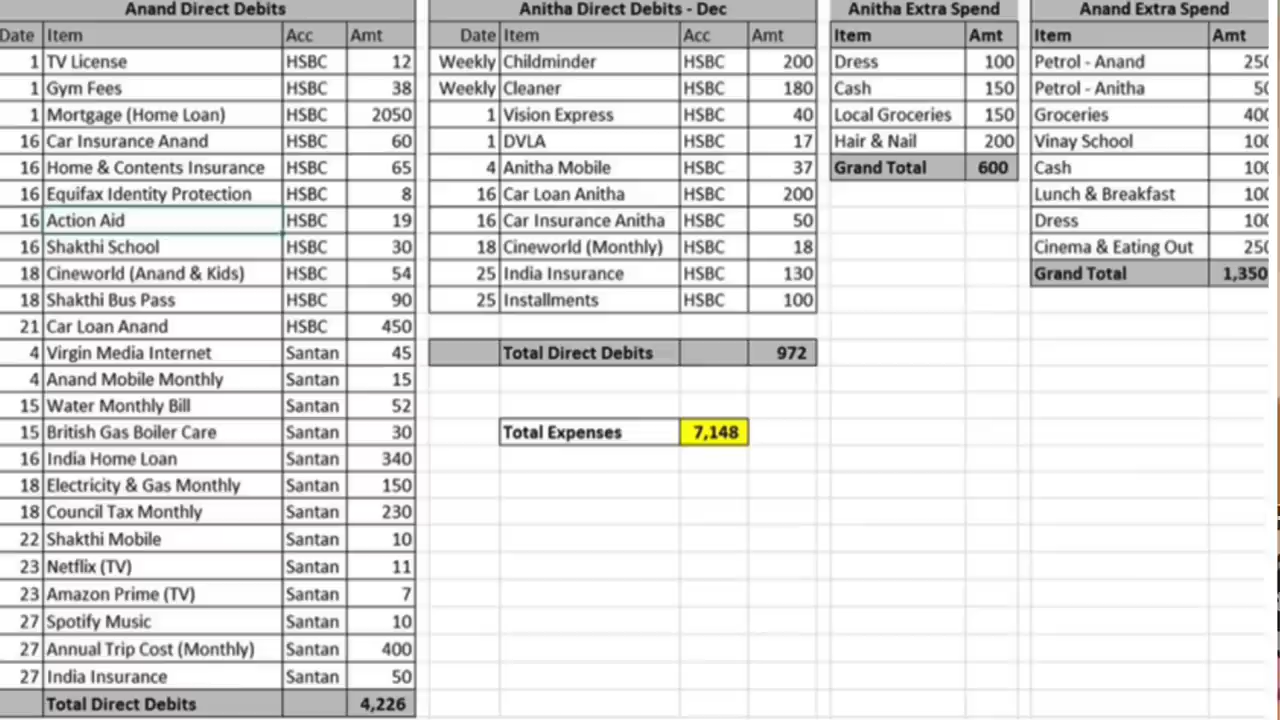 Anand Direct Debits
Date Item Acc Amt
1 TV License HSBC 12
1 Gym Fees HSBC 38
1 Mortgage (Home Loan) HSBC 2050
16 Car Insurance Anand HSBC 60
16 Home & Contents Insurance HSBC 65
16 Equifax Identity Protection HSBC 8
16 Action Aid HSBC 19
16 Shakthi School HSBC 30
18 Cineworld (Anand & Kids) HSBC 54
18 Shakthi Bus Pass HSBC 90
21 Car Loan Anand HSBC 450
4 Virgin Media Internet Santan 45
4 Anand Mobile Monthly Santan 15
15 Water Monthly Bill Santan 52
15 British Gas Boiler Care Santan 30
16 India Home Loan Santan 340
18 Electricity & Gas Monthly Santan 150
18 Council Tax Monthly Santan 230
22 Shakthi Mobile Santan 10
23 Netflix (TV) Santan 11
23 Amazon Prime (TV) Santan 7
27 Spotify Music Santan 10
27 Annual Trip Cost (Monthly) Santan 400
27 India Insurance Santan 50
Total Direct Debits 4,226
Anitha Direct Debits - Dec
Date Item Acc Amt
Weekly Childminder HSBC 200
Weekly Cleaner HSBC 180
1 Vision Express HSBC 40
1 DVLA HSBC 17
4 Anitha Mobile HSBC 37
16 Car Loan Anitha HSBC 200
16 Car Insurance Anitha HSBC 50
18 Cineworld (Monthly) HSBC 18
25 India Insurance HSBC 130
25 Installments HSBC 100
Total Direct Debits 972
Total Expenses 7,148
Anitha Extra Spend
Item Amt
Dress 100
Cash 150
Local Groceries 150
Hair & Nail 200
Grand Total 600
Anand Extra Spend
Item Amt
Petrol - Anand 250
Petrol - Anitha 50
Groceries 400
Vinay School 100
Cash 100
Lunch & Breakfast 100
Dress 100
Cinema & Eating Out 250
Grand Total 1,350